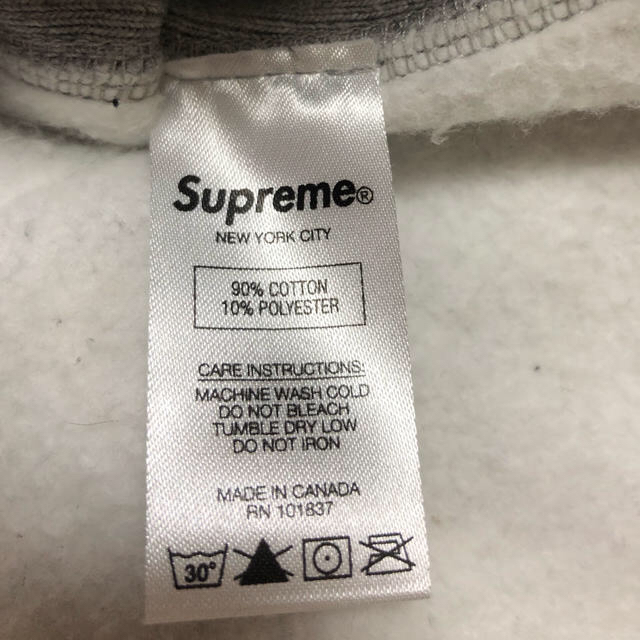 Supreme®
NEW YORK CITY
90% COTTON
10% POLYESTER
CARE INSTRUCTIONS:
MACHINE WASH COLD
DO NOT BLEACH
TUMBLE DRY LOW
DO NOT IRON
MADE IN CANADA
RN 101837
30°